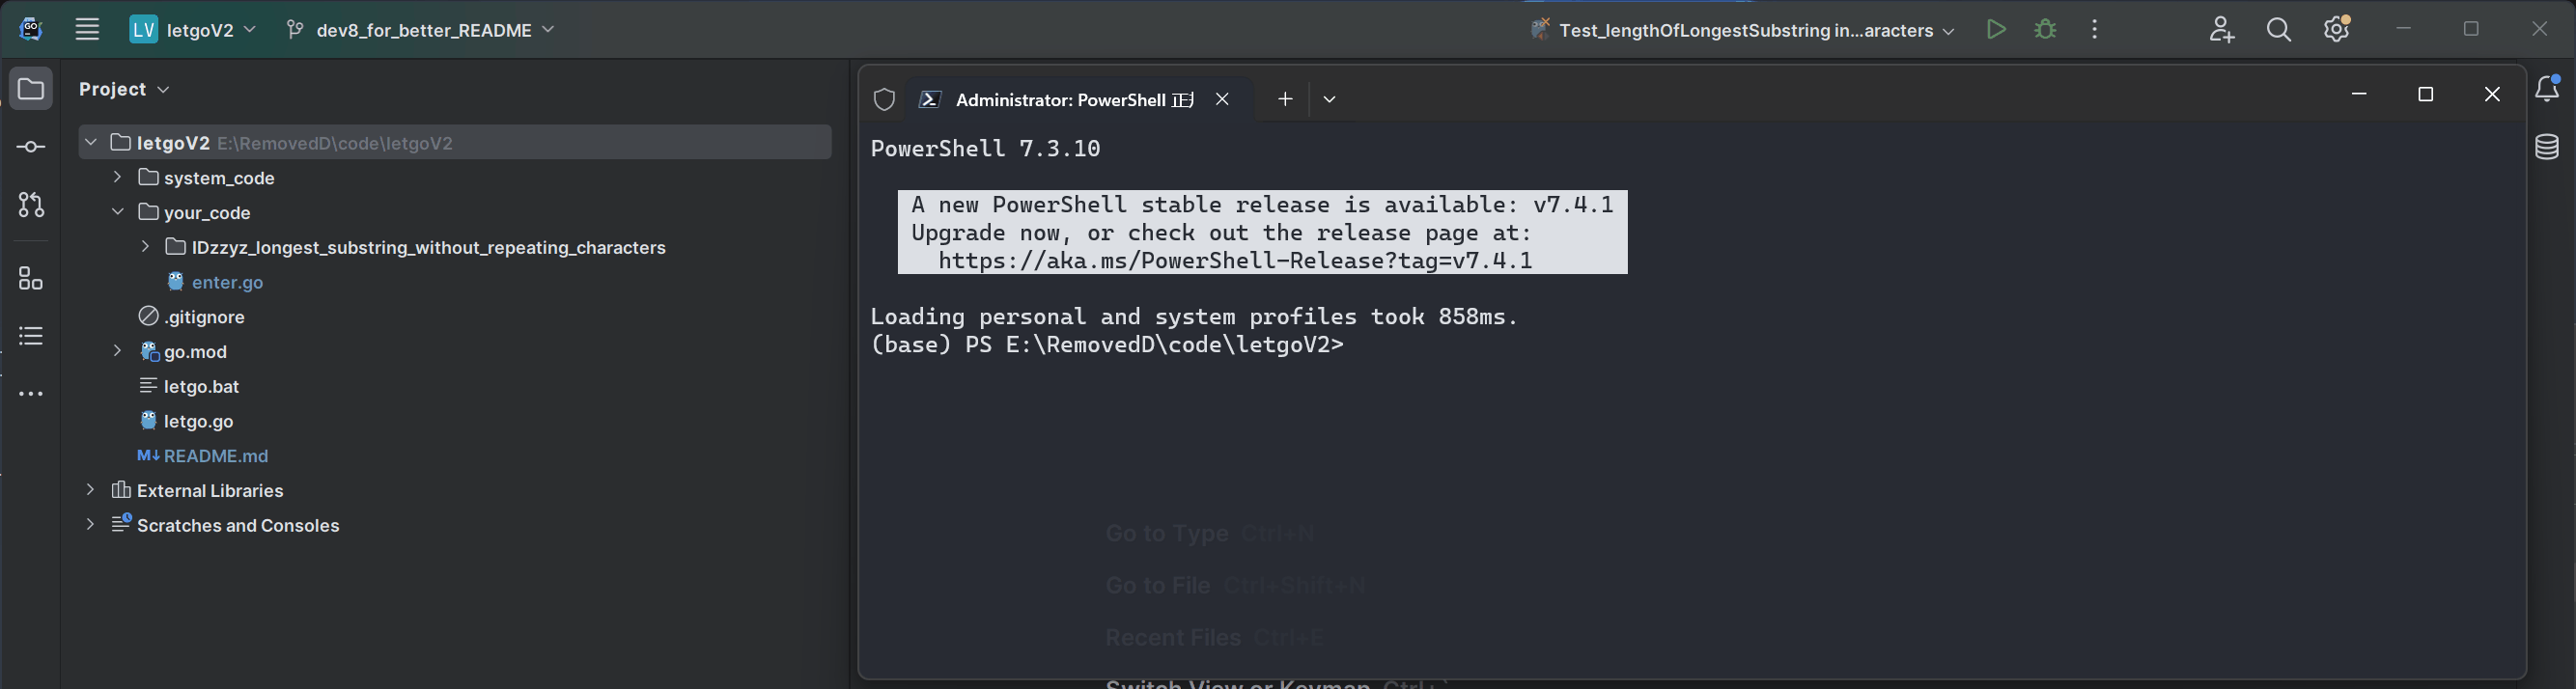 GO
LV letgoV2
dev8_for_better_README
Test_lengthOfLongestSubstring in...aracters
Project
letgoV2 E:\RemovedD\code\letgoV2
system_code
your_code
IDzzyz_longest_substring_without_repeating_characters
enter.go
.gitignore
go.mod
letgo.bat
letgo.go
M↓ README.md
External Libraries
Scratches and Consoles
Administrator: PowerShell
PowerShell 7.3.10
A new PowerShell stable release is available: v7.4.1
Upgrade now, or check out the release page at:
https://aka.ms/PowerShell-Release?tag=v7.4.1
Loading personal and system profiles took 858ms.
(base) PS E:\RemovedD\code\letgoV2>
Go to Type Ctrl+N
Go to File Ctrl+Shift+N
Recent Files Ctrl+E
Switch View or Keymap Ctrl+`